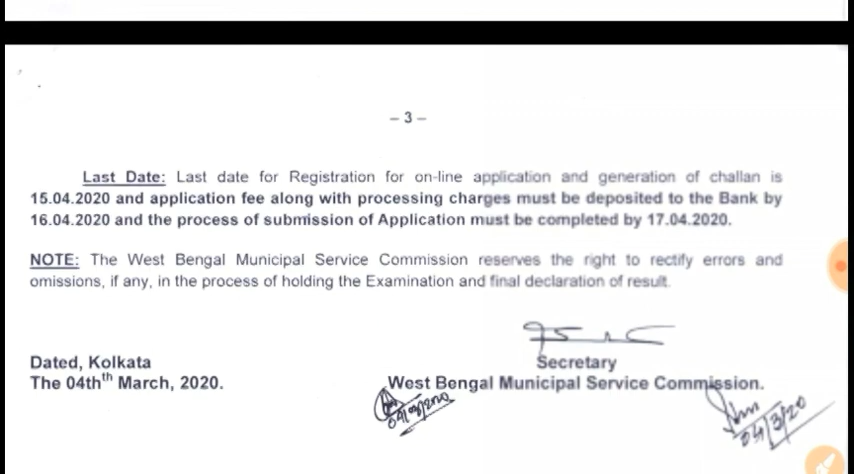 – 3 –
Last Date: Last date for Registration for on-line application and generation of challan is
15.04.2020 and application fee along with processing charges must be deposited to the Bank by
16.04.2020 and the process of submission of Application must be completed by 17.04.2020.
NOTE: The West Bengal Municipal Service Commission reserves the right to rectify errors and
omissions, if any, in the process of holding the Examination and final declaration of result.
Secretary
West Bengal Municipal Service Commission.
Dated, Kolkata
The 04thth March, 2020.
04/3/20